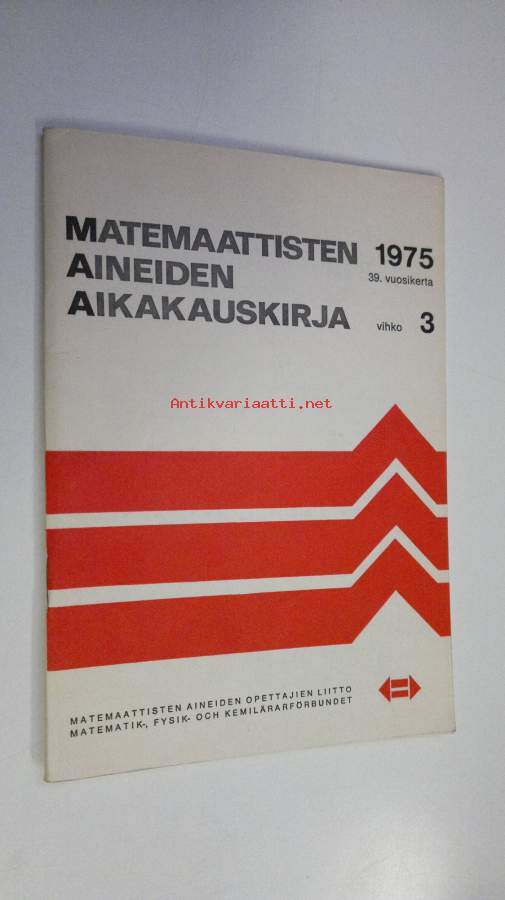 MATEMAATTISTEN 1975
39. vuosikerta
AINEIDEN
AIKAKAUSKIRJA vihko 3
Antikvariaatti.net
MATEMAATTISTEN AINEIDEN OPETTAJIEN LIITTO
MATEMATIK-, FYSIK- OCH KEMILÄRARFÖRBUNDET